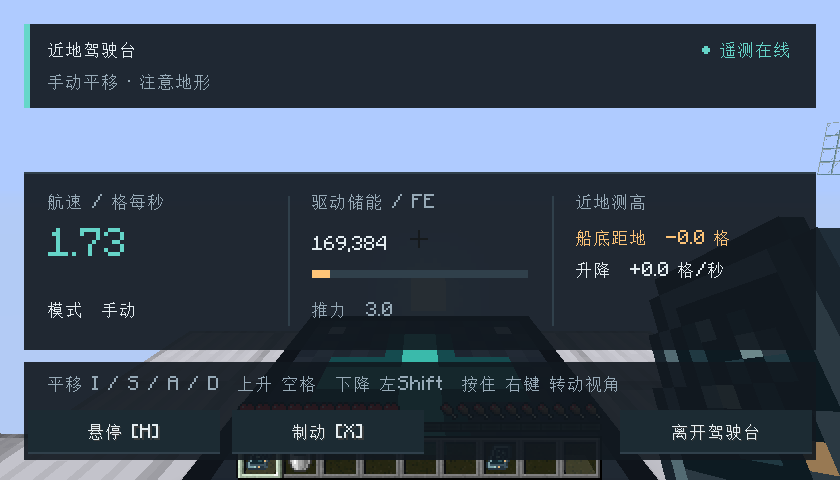 近地驾驶台
遥测在线
手动平移 · 注意地形
航速 / 格每秒
1.73
模式 手动
驱动储能 / FE
169,384
推力 3.0
近地测高
船底距地 -0.0 格
升降 +0.0 格/秒
平移 I / S / A / D 上升 空格 下降 左Shift 按住 右键 转动视角
悬停 [H]
制动 [X]
离开驾驶台